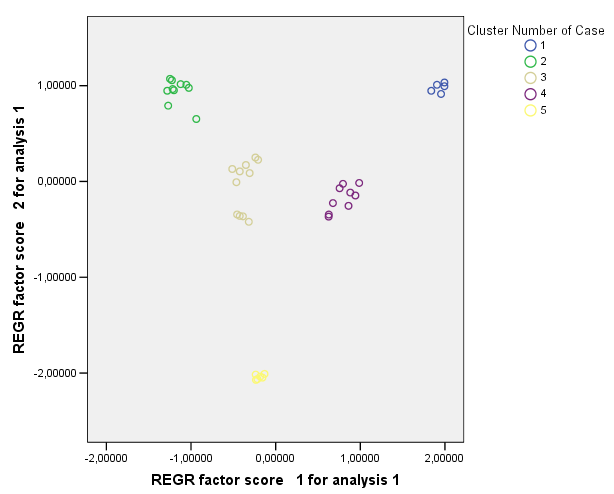 Cluster Number of Case
1
2
3
4
5
REGR factor score   2 for analysis 1
1,00000
0,00000
-1,00000
-2,00000
-2,00000 -1,00000 0,00000 1,00000 2,00000
REGR factor score   1 for analysis 1